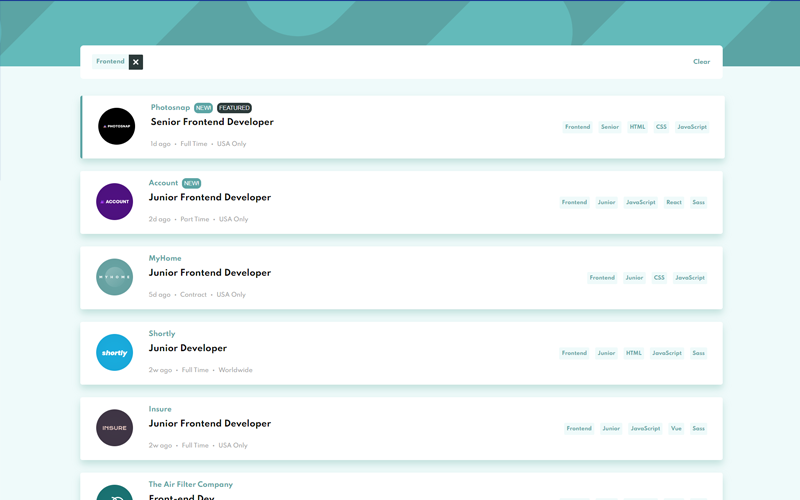 Frontend
Clear
PHOTOSNAP
Photosnap NEW! FEATURED
Senior Frontend Developer
1d ago • Full Time • USA Only
Frontend Senior HTML CSS JavaScript
ACCOUNT
Account NEW!
Junior Frontend Developer
2d ago • Part Time • USA Only
Frontend Junior JavaScript React Sass
MYHOME
MyHome
Junior Frontend Developer
5d ago • Contract • USA Only
Frontend Junior CSS JavaScript
shortly
Shortly
Junior Developer
2w ago • Full Time • Worldwide
Frontend Junior HTML JavaScript Sass
INSURE
Insure
Junior Frontend Developer
2w ago • Full Time • USA Only
Frontend Junior JavaScript Vue Sass
The Air Filter Company
Front-end Dev